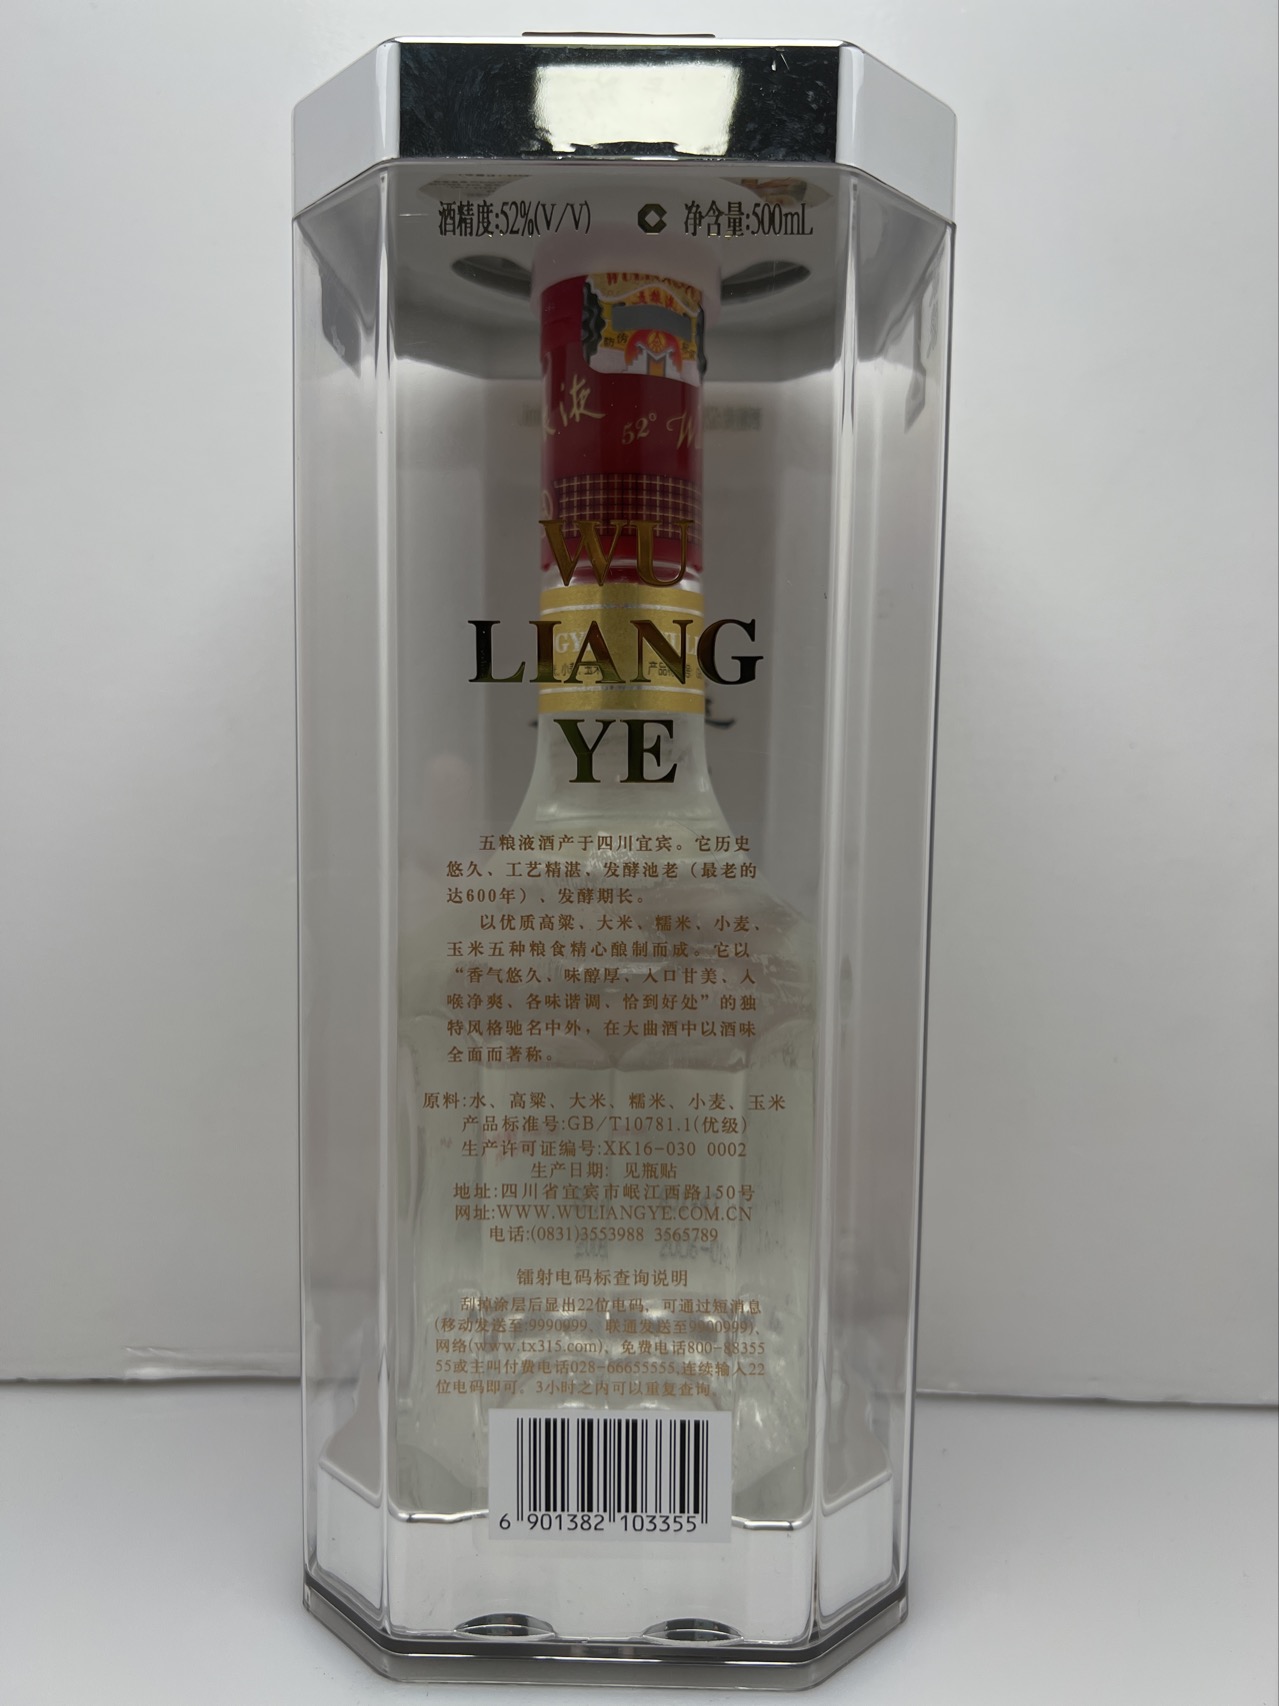 酒精度:52%(V/V) 净含量:500mL
液 52° W
WU
LIANG
YE
五粮液酒产于四川宜宾。它历史
悠久、工艺精湛、发酵池老（最老的
达600年）、发酵期长。
以优质高粱、大米、糯米、小麦、
玉米五种粮食精心酿制而成。它以
“香气悠久、味醇厚、入口甘美、入
喉净爽、各味谐调、恰到好处”的独
特风格驰名中外，在大曲酒中以酒味
全面而著称。
原料:水、高粱、大米、糯米、小麦、玉米
产品标准号:GB/T10781.1(优级)
生产许可证编号:XK16-030 0002
生产日期: 见瓶贴
地址:四川省宜宾市岷江西路150号
网址:WWW.WULIANGYE.COM.CN
电话:(0831)3553988 3565789
镭射电码标查询说明
刮掉涂层后显出22位电码，可通过短消息
(移动发送至:9990999、联通发送至9900999)、
网络(www.tx315.com)、免费电话800-88355
55或主叫付费电话028-66655555,连续输入22
位电码即可。3小时之内可以重复查询。
6 901382 103355